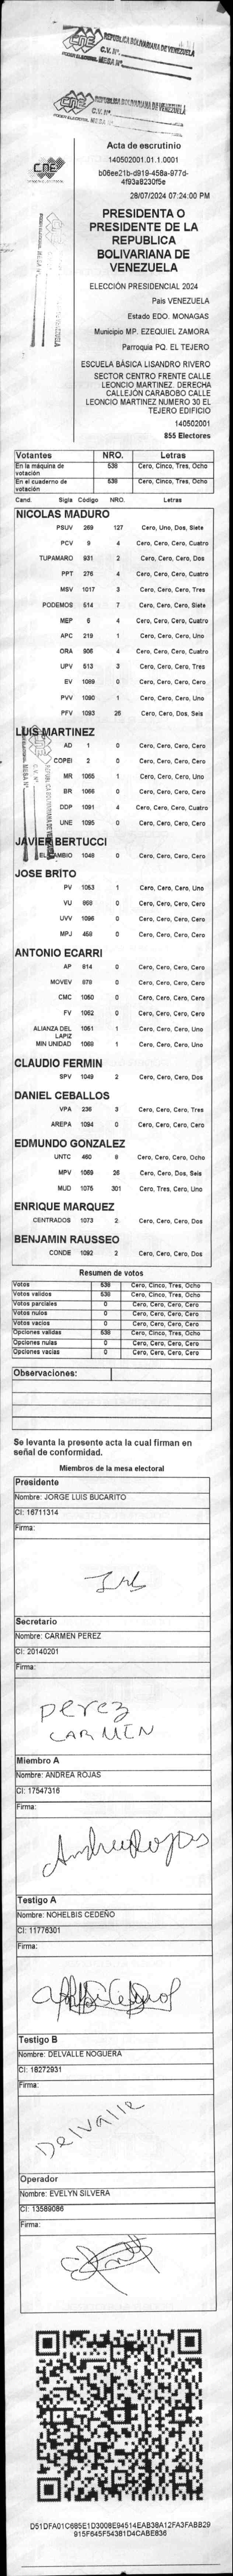 CNE REPUBLICA BOLIVARIANA DE VENEZUELA
C.V. Nº
PODER ELECTORAL MESA Nº
CNE REPUBLICA BOLIVARIANA DE VENEZUELA
C.V. Nº
PODER ELECTORAL MESA Nº
CNE
Acta de escrutinio
140502001.01.1.0001
b06ee21b-d919-458a-977d-
4f93a8230f5e
28/07/2024 07:24:00 PM
PRESIDENTA O
PRESIDENTE DE LA
REPUBLICA
BOLIVARIANA DE
VENEZUELA
ELECCIÓN PRESIDENCIAL 2024
Pais VENEZUELA
Estado EDO. MONAGAS
Municipio MP. EZEQUIEL ZAMORA
Parroquia PQ. EL TEJERO
ESCUELA BÁSICA LISANDRO RIVERO
SECTOR CENTRO FRENTE CALLE
LEONCIO MARTINEZ. DERECHA
CALLEJÓN CARABOBO CALLE
LEONCIO MARTINEZ NUMERO 30 EL
TEJERO EDIFICIO
140502001
855 Electores
Votantes NRO. Letras
En la máquina de votación 538 Cero, Cinco, Tres, Ocho
En el cuaderno de votación 538 Cero, Cinco, Tres, Ocho
Cand. Sigla Código NRO. Letras
NICOLAS MADURO
PSUV 269 127 Cero, Uno, Dos, Siete
PCV 9 4 Cero, Cero, Cero, Cuatro
TUPAMARO 931 2 Cero, Cero, Cero, Dos
PPT 276 4 Cero, Cero, Cero, Cuatro
MSV 1017 3 Cero, Cero, Cero, Tres
PODEMOS 514 7 Cero, Cero, Cero, Siete
MEP 6 4 Cero, Cero, Cero, Cuatro
APC 219 1 Cero, Cero, Cero, Uno
ORA 906 4 Cero, Cero, Cero, Cuatro
UPV 513 3 Cero, Cero, Cero, Tres
EV 1089 0 Cero, Cero, Cero, Cero
PVV 1090 1 Cero, Cero, Cero, Uno
PFV 1093 26 Cero, Cero, Dos, Seis
LUIS MARTINEZ
AD 1 0 Cero, Cero, Cero, Cero
COPEI 2 0 Cero, Cero, Cero, Cero
MR 1065 1 Cero, Cero, Cero, Uno
BR 1066 0 Cero, Cero, Cero, Cero
DDP 1091 4 Cero, Cero, Cero, Cuatro
UNE 1095 0 Cero, Cero, Cero, Cero
JAVIER BERTUCCI
EL CAMBIO 1048 0 Cero, Cero, Cero, Cero
JOSE BRITO
PV 1053 1 Cero, Cero, Cero, Uno
VU 868 0 Cero, Cero, Cero, Cero
UVV 1096 0 Cero, Cero, Cero, Cero
MPJ 458 0 Cero, Cero, Cero, Cero
ANTONIO ECARRI
AP 814 0 Cero, Cero, Cero, Cero
MOVEV 878 0 Cero, Cero, Cero, Cero
CMC 1050 0 Cero, Cero, Cero, Cero
FV 1052 0 Cero, Cero, Cero, Cero
ALIANZA DEL LAPIZ 1051 1 Cero, Cero, Cero, Uno
MIN UNIDAD 1068 1 Cero, Cero, Cero, Uno
CLAUDIO FERMIN
SPV 1049 2 Cero, Cero, Cero, Dos
DANIEL CEBALLOS
VPA 236 3 Cero, Cero, Cero, Tres
AREPA 1094 0 Cero, Cero, Cero, Cero
EDMUNDO GONZALEZ
UNTC 460 8 Cero, Cero, Cero, Ocho
MPV 1069 26 Cero, Cero, Dos, Seis
MUD 1075 301 Cero, Tres, Cero, Uno
ENRIQUE MARQUEZ
CENTRADOS 1073 2 Cero, Cero, Cero, Dos
BENJAMIN RAUSSEO
CONDE 1092 2 Cero, Cero, Cero, Dos
Resumen de votos
Votos 538 Cero, Cinco, Tres, Ocho
Votos validos 538 Cero, Cinco, Tres, Ocho
Votos parciales 0 Cero, Cero, Cero, Cero
Votos nulos 0 Cero, Cero, Cero, Cero
Votos vacios 0 Cero, Cero, Cero, Cero
Opciones validas 538 Cero, Cinco, Tres, Ocho
Opciones nulas 0 Cero, Cero, Cero, Cero
Opciones vacias 0 Cero, Cero, Cero, Cero
Observaciones:
Se levanta la presente acta la cual firman en
señal de conformidad.
Miembros de la mesa electoral
Presidente
Nombre: JORGE LUIS BUCARITO
CI: 16711314
Firma:
Secretario
Nombre: CARMEN PEREZ
CI: 20140201
Firma:
Perez
CARMEN
Miembro A
Nombre: ANDREA ROJAS
CI: 17547316
Firma:
Andrea Rojas
Testigo A
Nombre: NOHELBIS CEDEÑO
CI: 11776301
Firma:
Testigo B
Nombre: DELVALLE NOGUERA
CI: 18272931
Firma:
Delvalle
Operador
Nombre: EVELYN SILVERA
CI: 13589086
Firma:
D51DFA01C685E1D3008E94514EAB38A12FA3FABB29
915F645F54381D4CABE836